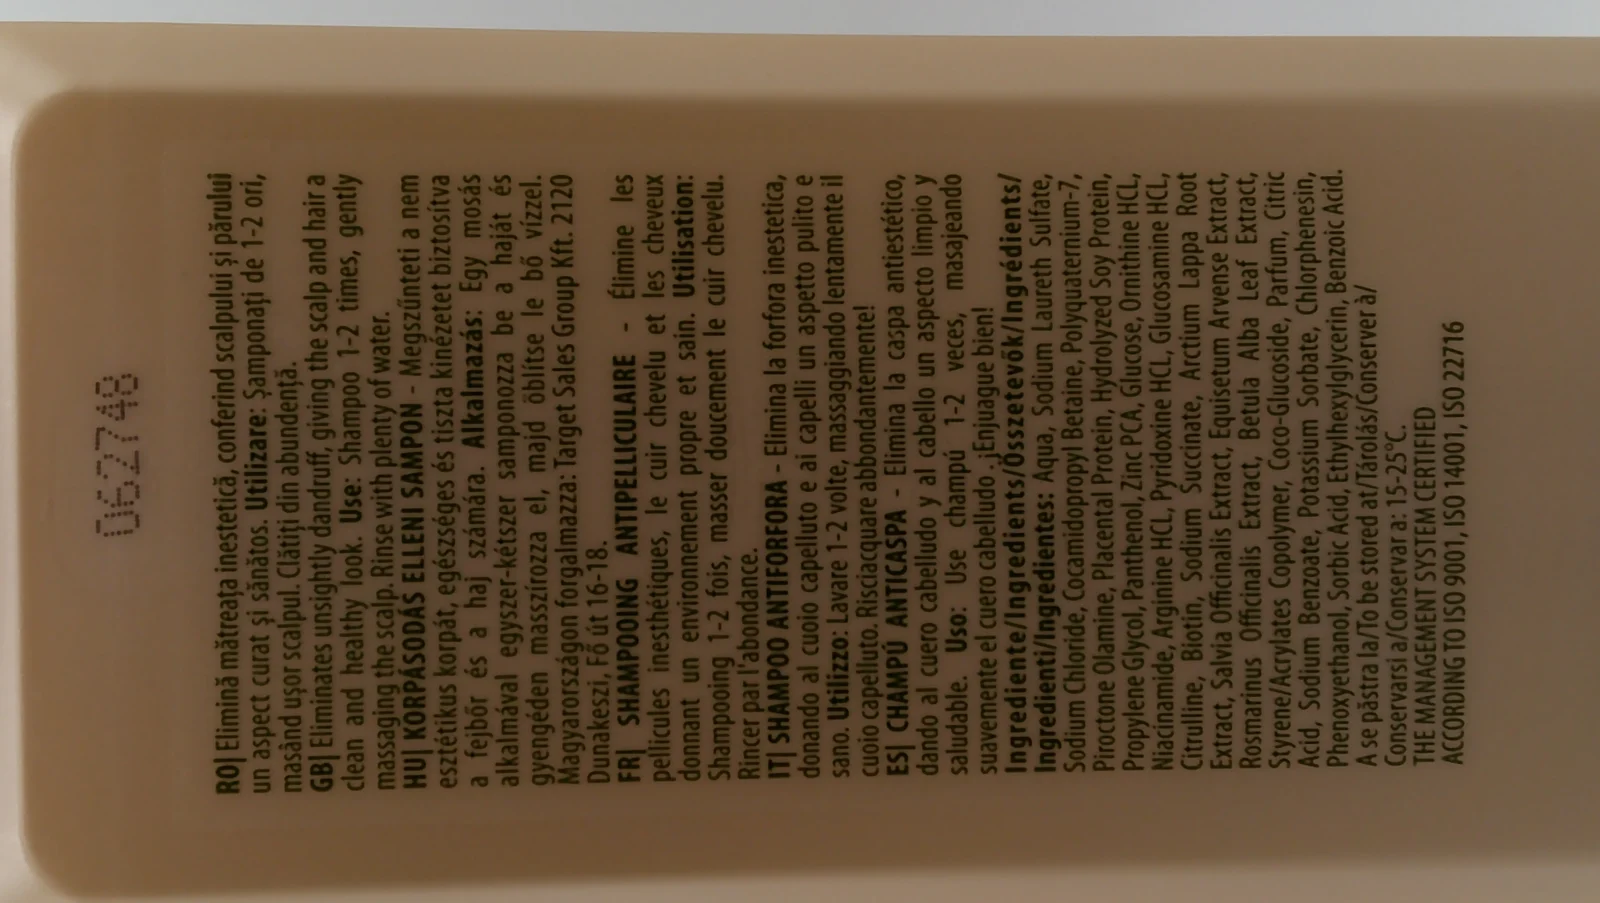 062748
RO| Elimină mătreața inestetică, conferind scalpului și părului
un aspect curat și sănătos. Utilizare: Șamponați de 1-2 ori,
masând ușor scalpul. Clătiți din abundență.
GB| Eliminates unsightly dandruff, giving the scalp and hair a
clean and healthy look. Use: Shampoo 1-2 times, gently
massaging the scalp. Rinse with plenty of water.
HU| KORPÁSODÁS ELLENI SAMPON - Megszűnteti a nem
esztétikus korpát, egészséges és tiszta kinézetet biztosítva
a fejbőr és a haj számára. Alkalmazás: Egy mosás
alkalmával egyszer-kétszer samponozza be a haját és
gyengéden masszírozza el, majd öblítse le bő vízzel.
Magyarországon forgalmazza: Target Sales Group Kft. 2120
Dunakeszi, Fő út 16-18.
FR| SHAMPOOING ANTIPELLICULAIRE - Élimine les
pellicules inesthétiques, le cuir chevelu et les cheveux
donnant un environnement propre et sain. Utilisation:
Shampooing 1-2 fois, masser doucement le cuir chevelu.
Rincer par l'abondance.
IT| SHAMPOO ANTIFORFORA - Elimina la forfora inestetica,
donando al cuoio capelluto e ai capelli un aspetto pulito e
sano. Utilizzo: Lavare 1-2 volte, massaggiando lentamente il
cuoio capelluto. Risciacquare abbondantemente!
ES| CHAMPÚ ANTICASPA - Elimina la caspa antiestético,
dando al cuero cabelludo y al cabello un aspecto limpio y
saludable. Uso: Use champú 1-2 veces, masajeando
suavemente el cuero cabelludo .¡Enjuague bien!
Ingrediente/Ingredients/Összetevők/Ingrédients/
Ingredienti/Ingredientes: Aqua, Sodium Laureth Sulfate,
Sodium Chloride, Cocamidopropyl Betaine, Polyquaternium-7,
Piroctone Olamine, Placental Protein, Hydrolyzed Soy Protein,
Propylene Glycol, Panthenol, Zinc PCA, Glucose, Ornithine HCL,
Niacinamide, Arginine HCL, Pyridoxine HCL, Glucosamine HCL,
Citrulline, Biotin, Sodium Succinate, Arctium Lappa Root
Extract, Salvia Officinalis Extract, Equisetum Arvense Extract,
Rosmarinus Officinalis Extract, Betula Alba Leaf Extract,
Styrene/Acrylates Copolymer, Coco-Glucoside, Parfum, Citric
Acid, Sodium Benzoate, Potassium Sorbate, Chlorphenesin,
Phenoxyethanol, Sorbic Acid, Ethylhexylglycerin, Benzoic Acid.
A se păstra la/To be stored at/Tárolás/Conserver à/
Conservarsi a/Conservar a: 15-25°C.
THE MANAGEMENT SYSTEM CERTIFIED
ACCORDING TO ISO 9001, ISO 14001, ISO 22716